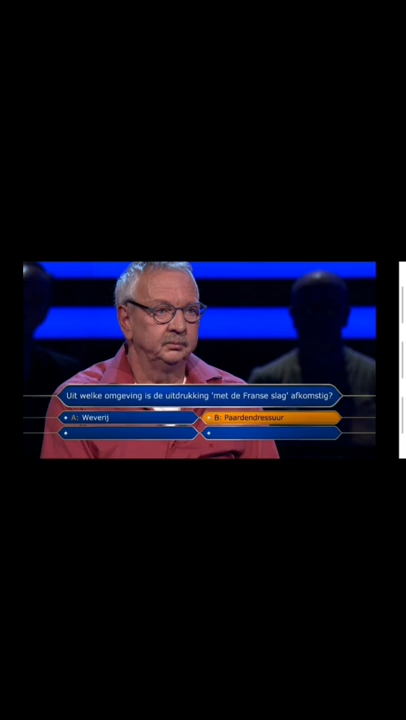 Uit welke omgeving is de uitdrukking 'met de Franse slag' afkomstig?
A: Weverij
B: Paardendressuur